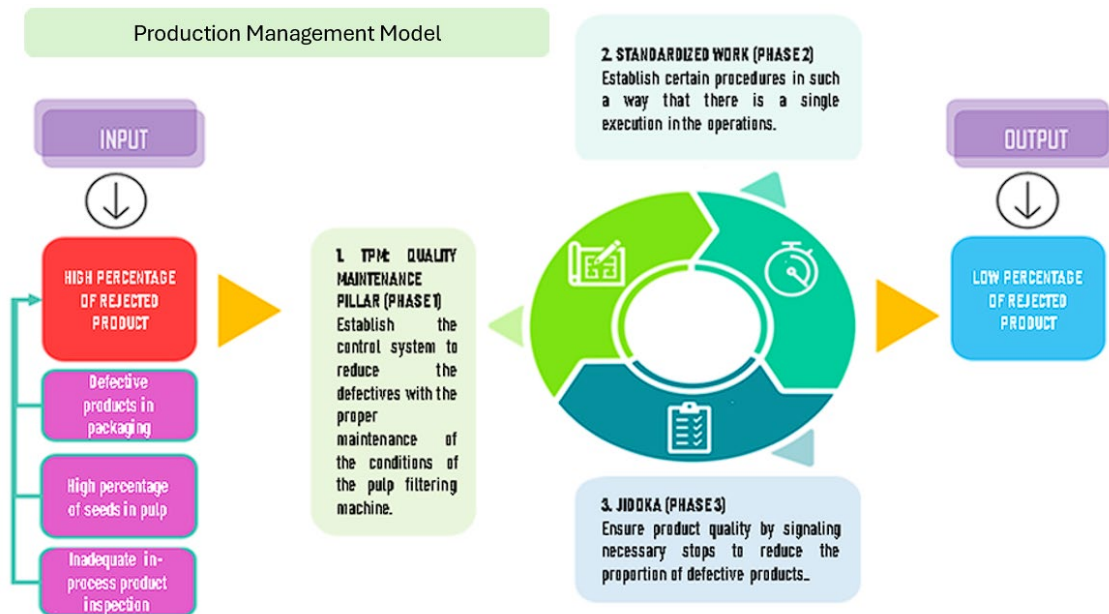 Production Management Model
INPUT
HIGH PERCENTAGE
OF REJECTED
PRODUCT
Defective
products in
packaging
High percentage
of seeds in pulp
Inadequate in-
process product
inspection
1. TPM: QUALITY
MAINTENANCE
PILLAR (PHASE 1)
Establish the
control system to
reduce the
defectives with the
proper
maintenance of
the conditions of
the pulp filtering
machine.
2. STANDARDIZED WORK (PHASE 2)
Establish certain procedures in such
a way that there is a single
execution in the operations.
3. JIDOKA (PHASE 3)
Ensure product quality by signaling
necessary stops to reduce the
proportion of defective products..
OUTPUT
LOW PERCENTAGE
OF REJECTED
PRODUCT